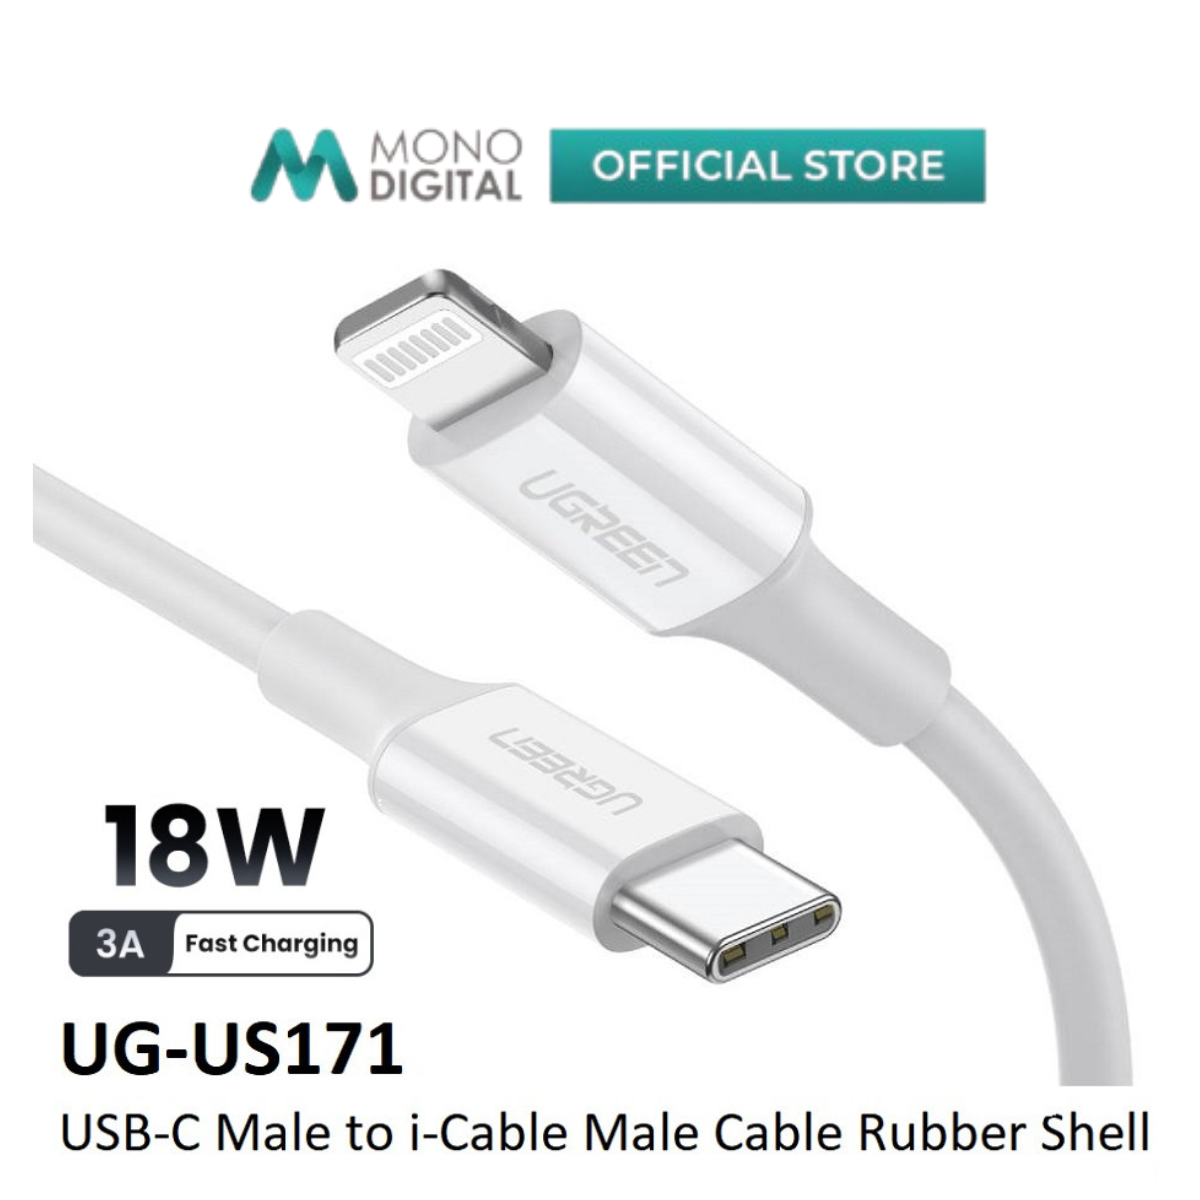 MONO
DIGITAL
OFFICIAL STORE
UGREEN
UGREEN
18W
3A Fast Charging
UG-US171
USB-C Male to i-Cable Male Cable Rubber Shell